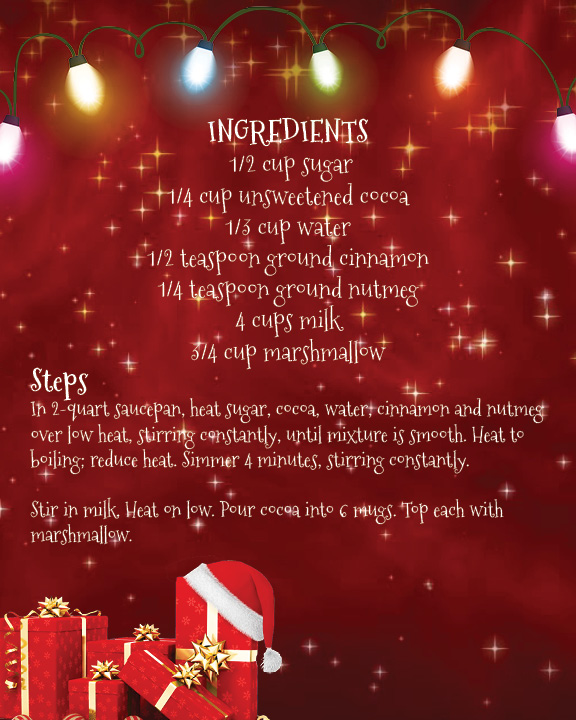 INGREDIENTS
1/2 cup sugar
1/4 cup unsweetened cocoa
1/3 cup water
1/2 teaspoon ground cinnamon
1/4 teaspoon ground nutmeg
4 cups milk
3/4 cup marshmallow
Steps
In 2-quart saucepan, heat sugar, cocoa, water, cinnamon and nutmeg
over low heat, stirring constantly, until mixture is smooth. Heat to
boiling; reduce heat. Simmer 4 minutes, stirring constantly.
Stir in milk. Heat on low. Pour cocoa into 6 mugs. Top each with
marshmallow.